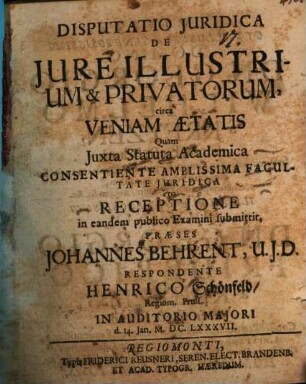 DISPUTATIO JURIDICA
DE
JURE ILLUSTRI-
UM & PRIVATORUM,
circa
VENIAM ÆTATIS
Quam
Juxta Statuta Academica
CONSENTIENTE AMPLISSIMA FACUL-
TATE JURIDICA
RECEPTIONE
in eandem publico Examini submittit,
PRÆSES
JOHANNES BEHRENT, U.J.D.
RESPONDENTE
HENRICO Schönfeld/
Regiom. Pruss.
IN AUDITORIO MAJORI
d. 14. Jan. M. DC. LXXXVII.
REGIOMONTI,
Typis FRIDERICI REUSNERI, SEREN. ELECT. BRANDENB.
ET ACAD. TYPOGR. HÆREDUM.